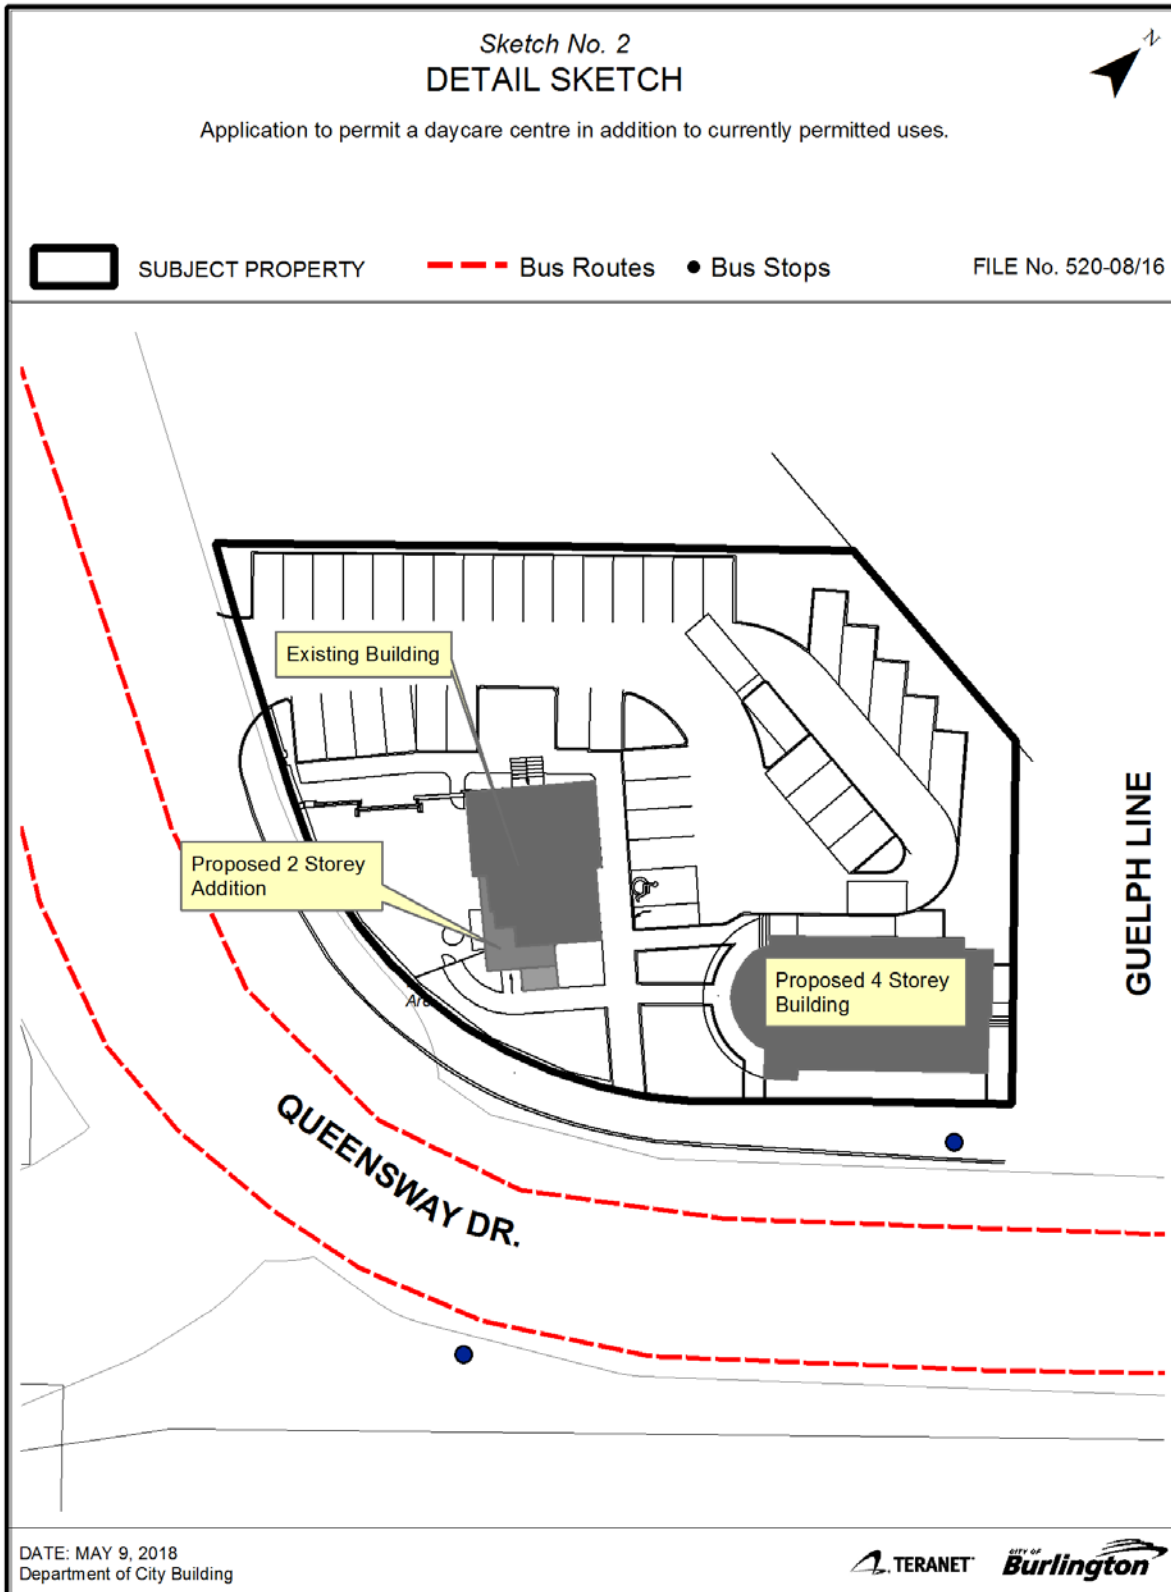 Sketch No. 2
DETAIL SKETCH
N
Application to permit a daycare centre in addition to currently permitted uses.
SUBJECT PROPERTY
Bus Routes
Bus Stops
FILE No. 520-08/16
Existing Building
Proposed 2 Storey
Addition
Proposed 4 Storey
Building
GUELPH LINE
QUEENSWAY DR.
DATE: MAY 9, 2018
Department of City Building
TERANET
CITY OF
Burlington